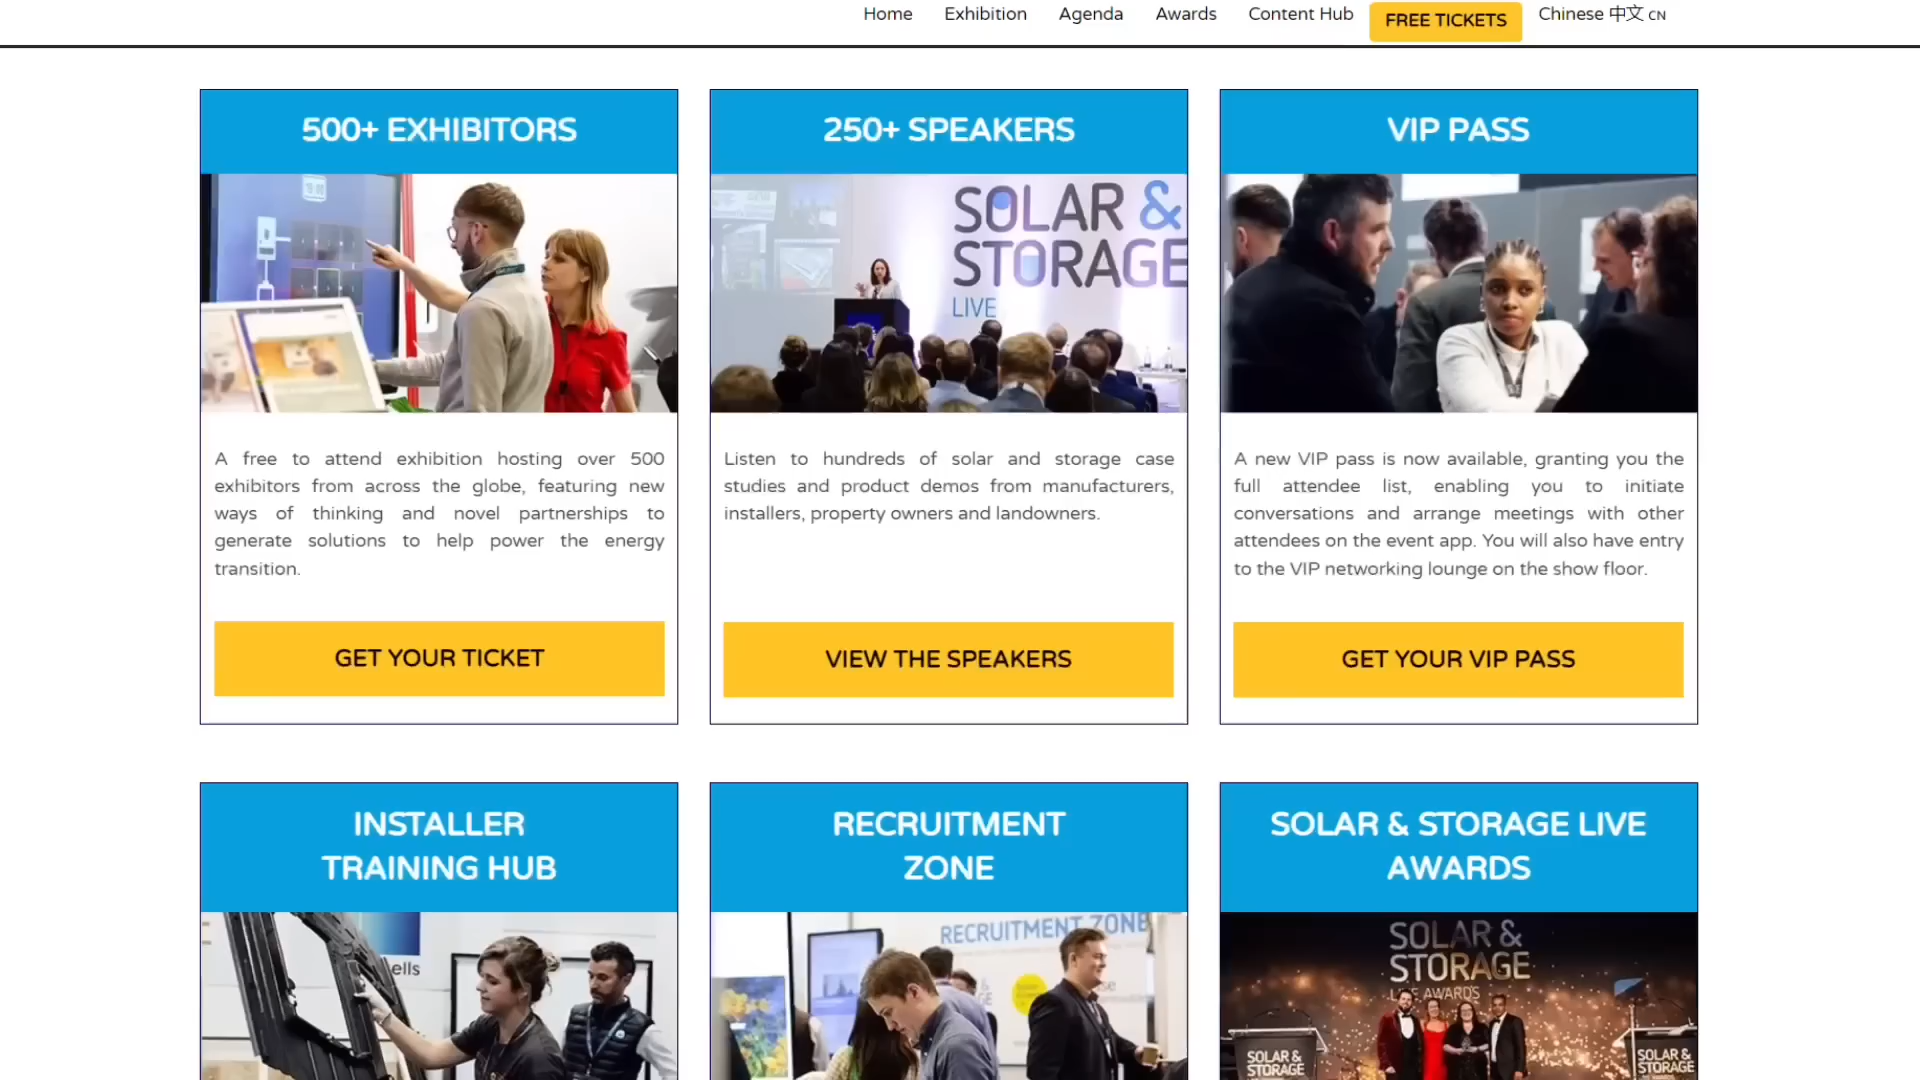 Home Exhibition Agenda Awards Content Hub FREE TICKETS Chinese 中文 CN
500+ EXHIBITORS
250+ SPEAKERS
VIP PASS
SOLAR &
STORAGE
LIVE
A free to attend exhibition hosting over 500
exhibitors from across the globe, featuring new
ways of thinking and novel partnerships to
generate solutions to help power the energy
transition.
Listen to hundreds of solar and storage case
studies and product demos from manufacturers,
installers, property owners and landowners.
A new VIP pass is now available, granting you the
full attendee list, enabling you to initiate
conversations and arrange meetings with other
attendees on the event app. You will also have entry
to the VIP networking lounge on the show floor.
GET YOUR TICKET
VIEW THE SPEAKERS
GET YOUR VIP PASS
INSTALLER
TRAINING HUB
RECRUITMENT
ZONE
SOLAR & STORAGE LIVE
AWARDS
ells
RECRUITMENT ZONE
SOLAR &
STORAGE
LIVE AWARDS
SOLAR &
STORAGE
SOLAR &
STORAGE